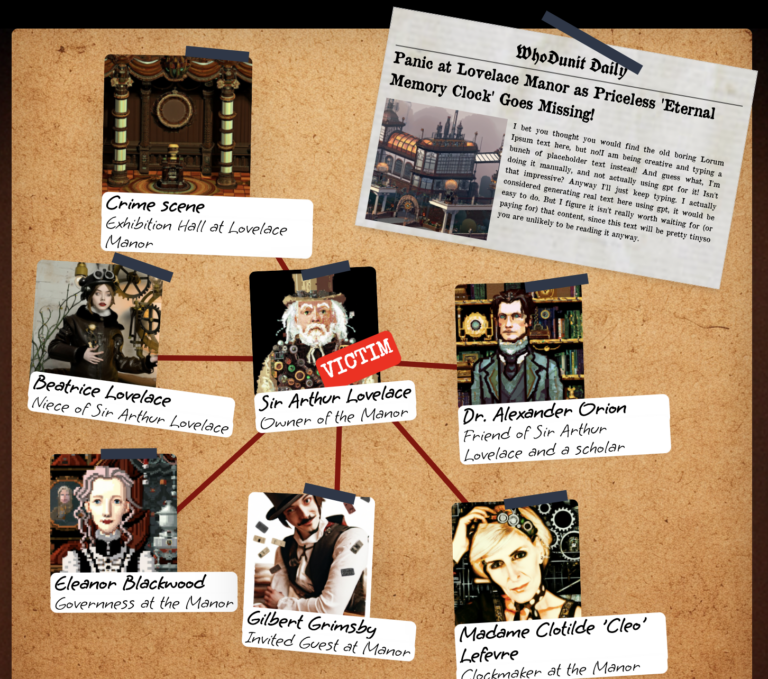 WhoDunit Daily
Panic at Lovelace Manor as Priceless 'Eternal
Memory Clock' Goes Missing!
I bet you thought you would find the old boring Lorum
Ipsum text here, but no!I am being creative and typing a
bunch of placeholder text instead! And guess what, I'm
doing it manually, and not actually using gpt for it! Isn't
that impressive? Anyway I'll just keep typing. I actually
considered generating real text here using gpt, it would be
easy to do. But I figure it isn't really worth waiting for (or
paying for) that content, since this text will be pretty tinyso
you are unlikely to be reading it anyway.
Crime scene
Exhibition Hall at Lovelace
Manor
Beatrice Lovelace
Niece of Sir Arthur Lovelace
VICTIM
Sir Arthur Lovelace
Owner of the Manor
Dr. Alexander Orion
Friend of Sir Arthur
Lovelace and a scholar
Eleanor Blackwood
Governness at the Manor
Gilbert Grimsby
Invited Guest at Manor
Madame Clotilde 'Cleo'
Lefevre
Clockmaker at the Manor